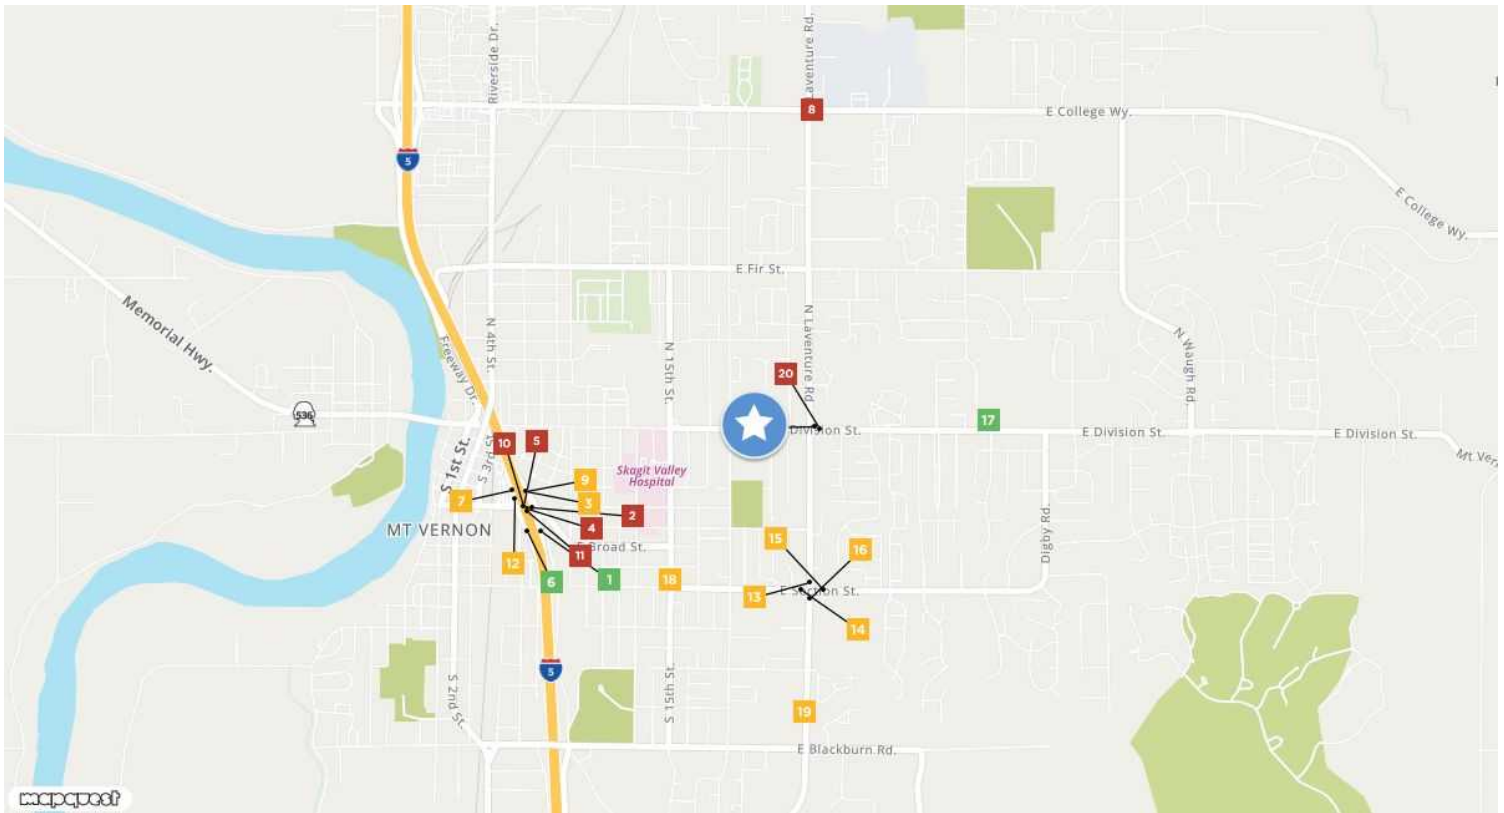 Riverside Dr.
Laventure Rd.
8
E College Wy.
5
E College Wy.
E Fir St.
Memorial Hwy.
Freeway Dr.
N 4th St.
N 15th St.
N Laventure Rd
N Waugh Rd.
20
536
17
Division St.
E Division St.
E Division St.
S 1st St.
S 3rd St
10
5
Skagit Valley
Hospital
9
7
3
2
4
MT VERNON
11
E Broad St.
15
16
Digby Rd.
12
6
1
18
13
E Section St.
14
5
S 2nd St.
S 15th St.
19
E Blackburn Rd.
mapquest